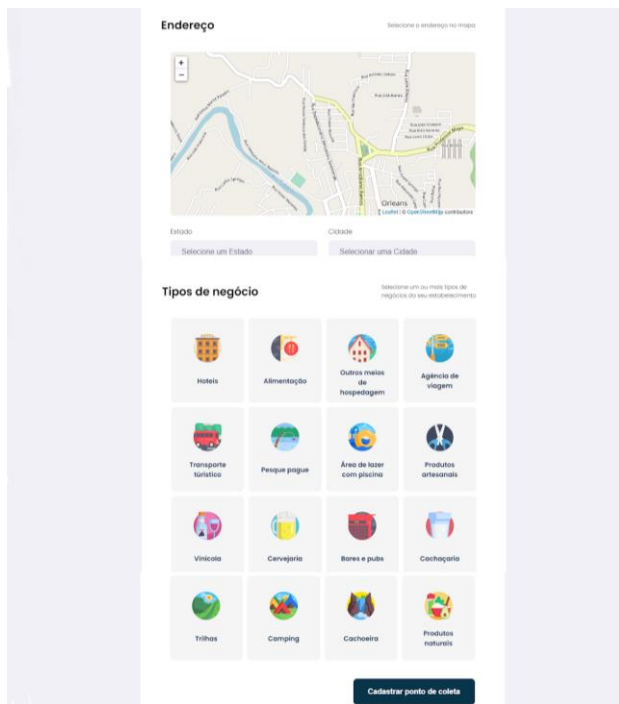 Endereço
Selecione o endereço no mapa
+
−
Orleans
Leaflet | © OpenStreetMap contributors
Estado
Cidade
Selecione um Estado
Selecionar uma Cidade
Tipos de negócio
Selecione um ou mais tipos de
negócios do seu estabelecimento
Hoteis
Alimentação
Outros meios
de
hospedagem
Agência de
viagem
Transporte
túristico
Pesque pague
Área de lazer
com piscina
Produtos
artesanais
Vinicola
Cervejaria
Bares e pubs
Cachaçaria
Trilhas
Camping
Cachoeira
Produtos
naturais
Cadastrar ponto de coleta